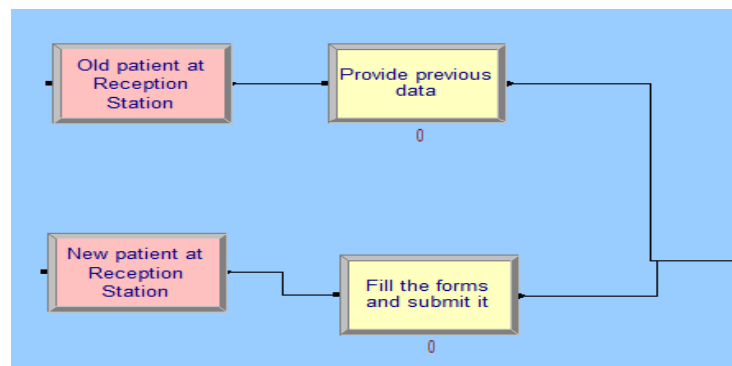 Old patient at
Reception
Station
Provide previous
data
0
New patient at
Reception
Station
Fill the forms
and submit it
0